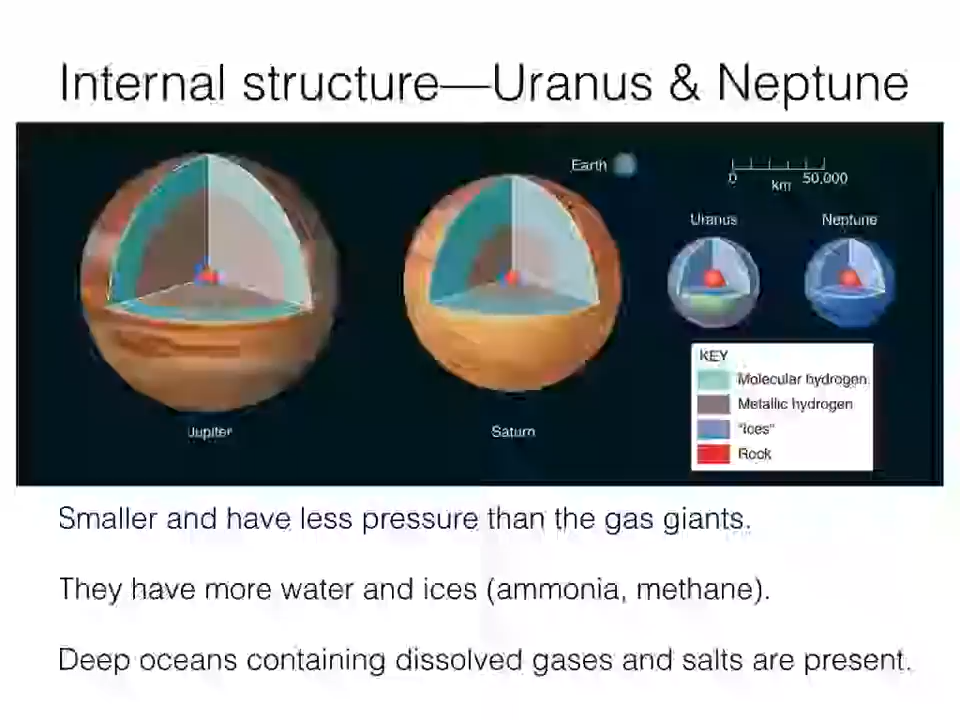 Internal structure—Uranus & Neptune
Earth
0 50,000
km
Uranus Neptune
KEY
Molecular hydrogen
Metallic hydrogen
"Ices"
Rock
Jupiter Saturn
Smaller and have less pressure than the gas giants.
They have more water and ices (ammonia, methane).
Deep oceans containing dissolved gases and salts are present.